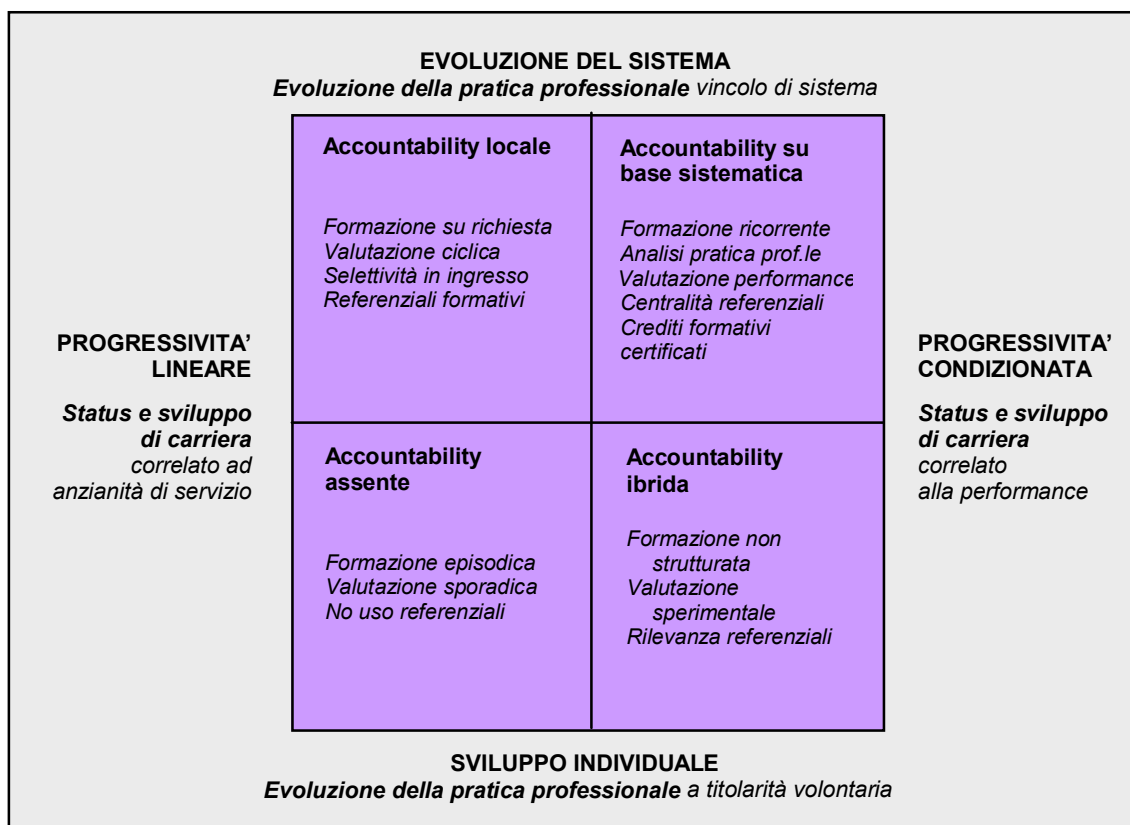 EVOLUZIONE DEL SISTEMA
Evoluzione della pratica professionale vincolo di sistema
Accountability locale
Formazione su richiesta
Valutazione ciclica
Selettività in ingresso
Referenziali formativi
Accountability su
base sistematica
Formazione ricorrente
Analisi pratica prof.le
Valutazione performance
Centralità referenziali
Crediti formativi
certificati
PROGRESSIVITA’
LINEARE
Status e sviluppo
di carriera
correlato ad
anzianità di servizio
PROGRESSIVITA’
CONDIZIONATA
Status e sviluppo
di carriera
correlato
alla performance
Accountability
assente
Formazione episodica
Valutazione sporadica
No uso referenziali
Accountability
ibrida
Formazione non
strutturata
Valutazione
sperimentale
Rilevanza referenziali
SVILUPPO INDIVIDUALE
Evoluzione della pratica professionale a titolarità volontaria